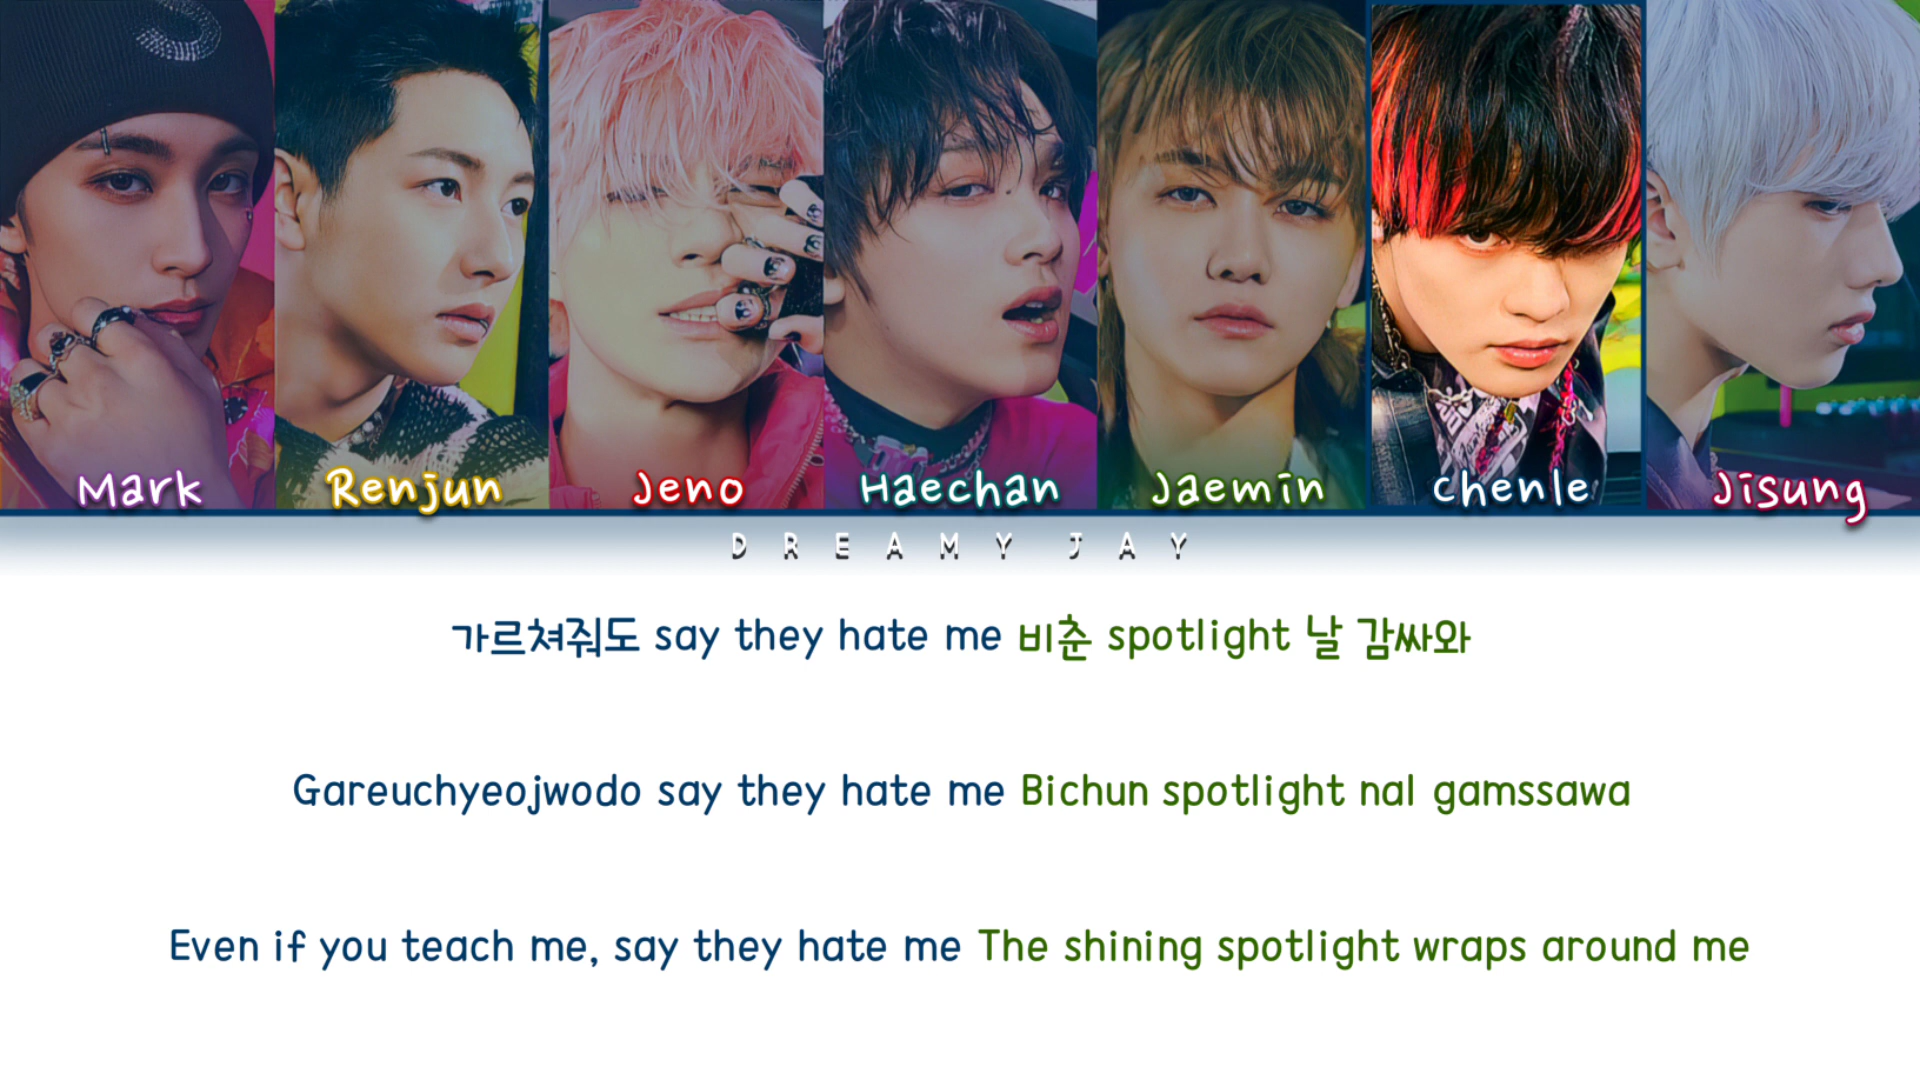 Mark Renjun Jeno Haechan Jaemin Chenle Jisung
DREAMY JAY
가르쳐줘도 say they hate me 비춘 spotlight 날 감싸와
Gareuchyeojwodo say they hate me Bichun spotlight nal gamssawa
Even if you teach me, say they hate me The shining spotlight wraps around me